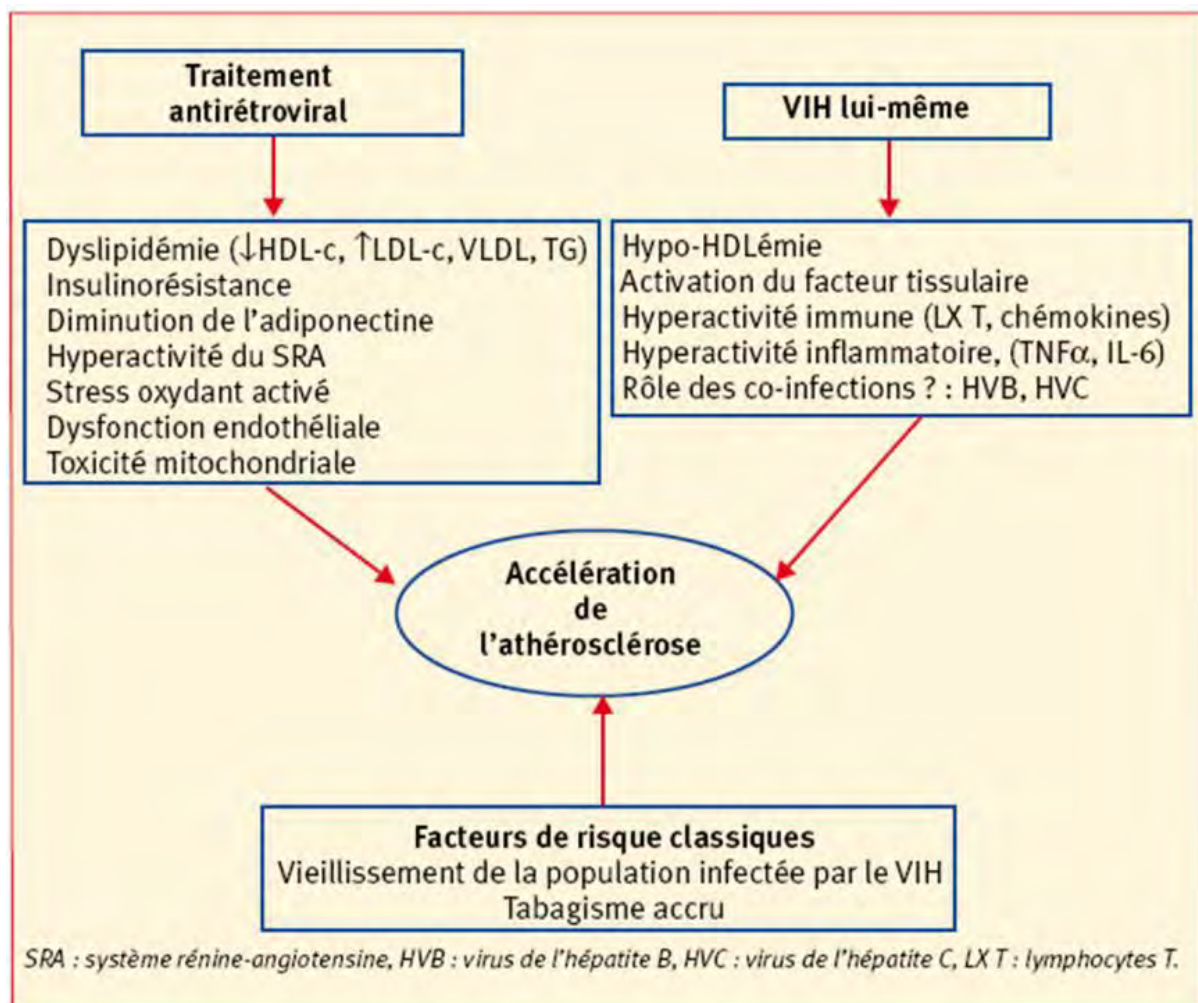 Traitement
antirétroviral
VIH lui-même
Dyslipidémie (↓HDL-c, ↑LDL-c, VLDL, TG)
Insulinorésistance
Diminution de l'adiponectine
Hyperactivité du SRA
Stress oxydant activé
Dysfonction endothéliale
Toxicité mitochondriale
Hypo-HDLémie
Activation du facteur tissulaire
Hyperactivité immune (LX T, chémokines)
Hyperactivité inflammatoire, (TNFα, IL-6)
Rôle des co-infections ? : HVB, HVC
Accélération
de
l'athérosclérose
Facteurs de risque classiques
Vieillissement de la population infectée par le VIH
Tabagisme accru
SRA : système rénine-angiotensine, HVB : virus de l'hépatite B, HVC : virus de l'hépatite C, LX T : lymphocytes T.